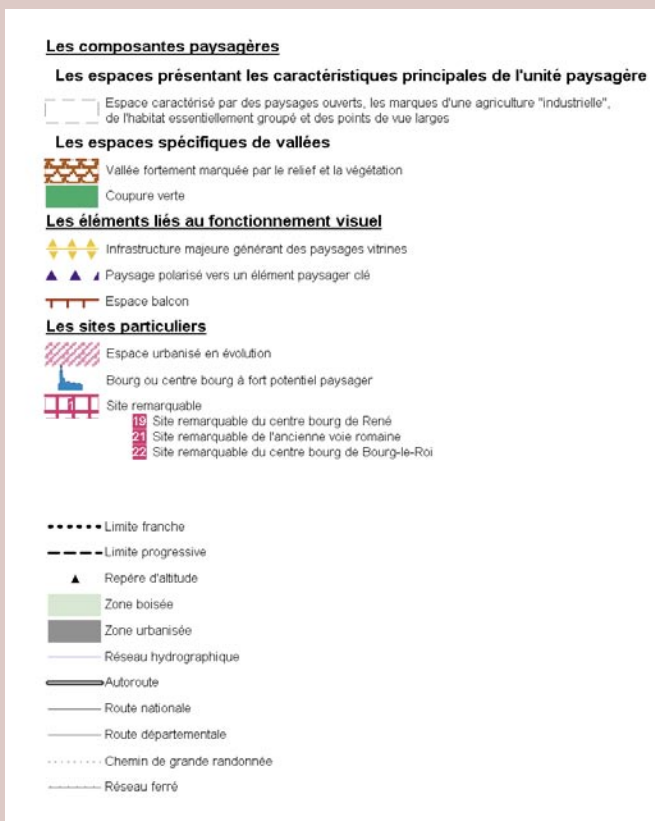 Les composantes paysagères
Les espaces présentant les caractéristiques principales de l'unité paysagère
Espace caractérisé par des paysages ouverts, les marques d'une agriculture "industrielle",
de l'habitat essentiellement groupé et des points de vue larges
Les espaces spécifiques de vallées
Vallée fortement marquée par le relief et la végétation
Coupure verte
Les éléments liés au fonctionnement visuel
Infrastructure majeure générant des paysages vitrines
Paysage polarisé vers un élément paysager clé
Espace balcon
Les sites particuliers
Espace urbanisé en évolution
Bourg ou centre bourg à fort potentiel paysager
1 Site remarquable
19 Site remarquable du centre bourg de René
21 Site remarquable de l'ancienne voie romaine
22 Site remarquable du centre bourg de Bourg-le-Roi
Limite franche
Limite progressive
Repère d'altitude
Zone boisée
Zone urbanisée
Réseau hydrographique
Autoroute
Route nationale
Route départementale
Chemin de grande randonnée
Réseau ferré